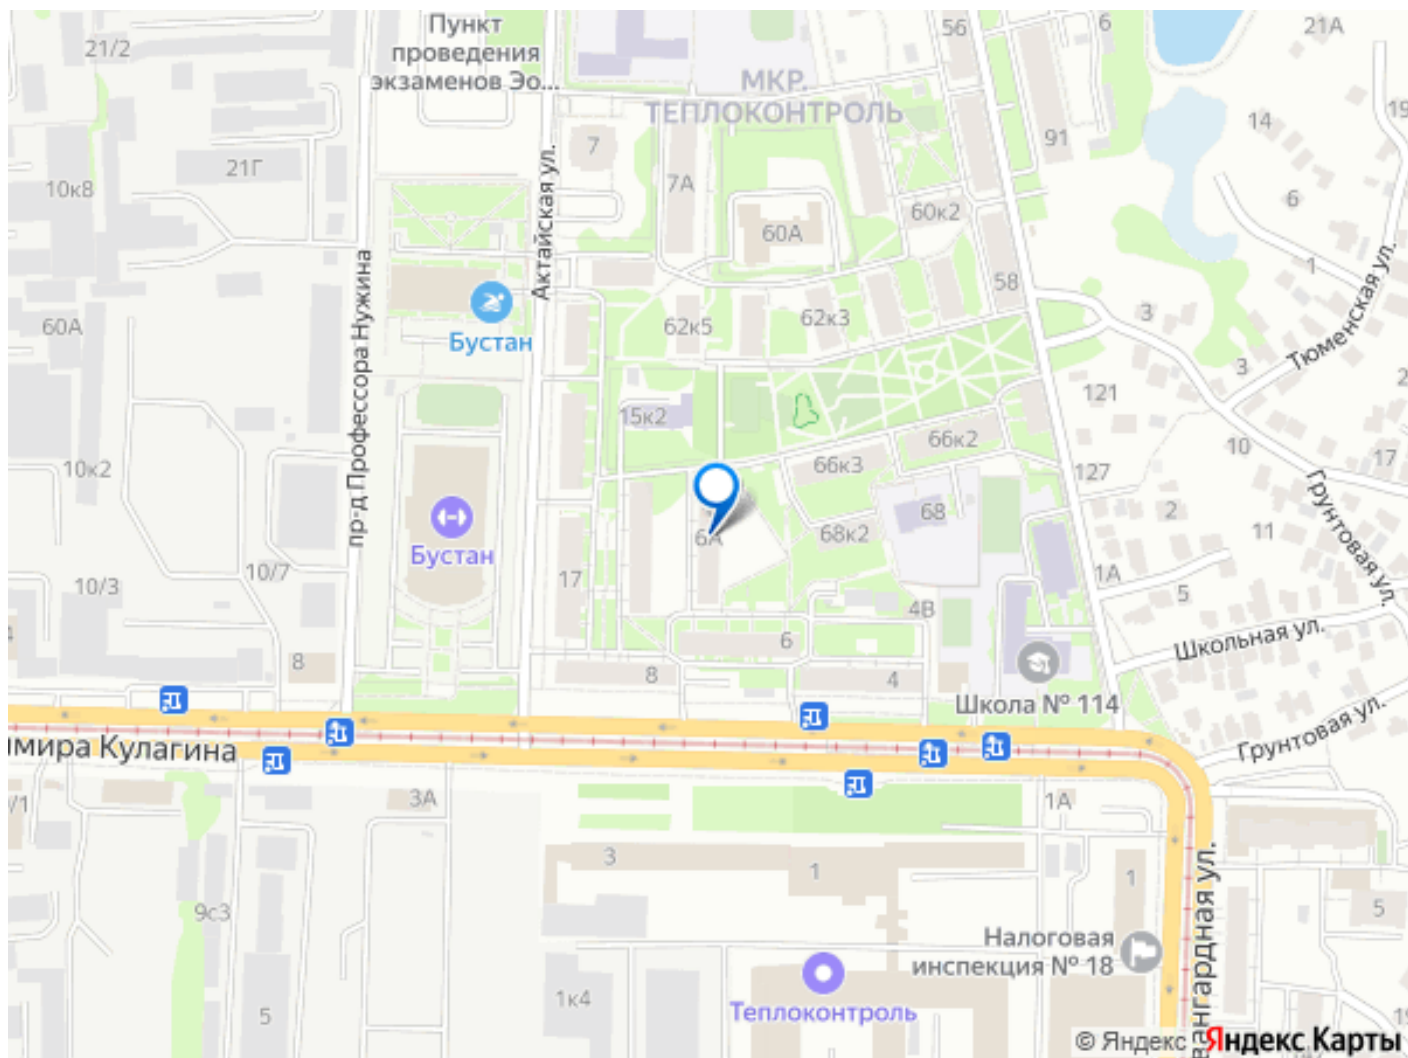 21/2
Пункт
проведения
экзаменов Эо...
56
6
21А
МКР.
ТЕПЛОКОНТРОЛЬ
91
14
19
7
21Г
10к8
7А
60к2
6
60А
Актайская ул.
пр-д Профессора Нужина
1
58
Тюменская ул.
60А
62к5
62к3
3
Бустан
3
2
121
15к2
66к2
10
10к2
66к3
127
17
Грунтовая ул.
2
68
11
6А
68к2
Бустан
10/7
17
1А
10/3
5
4В
Школьная ул.
4
6
8
8
4
Школа № 114
Грунтовая ул.
имира Кулагина
3А
1А
/1
3
1
1
вангардная ул.
9с3
5
Налоговая
инспекция № 18
1к4
Теплоконтроль
5
19
© Яндекс Яндекс Карты